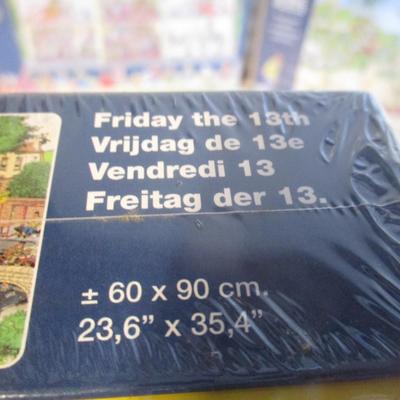 Friday the 13th
Vrijdag de 13e
Vendredi 13
Freitag der 13.
± 60 x 90 cm.
23,6” x 35,4”